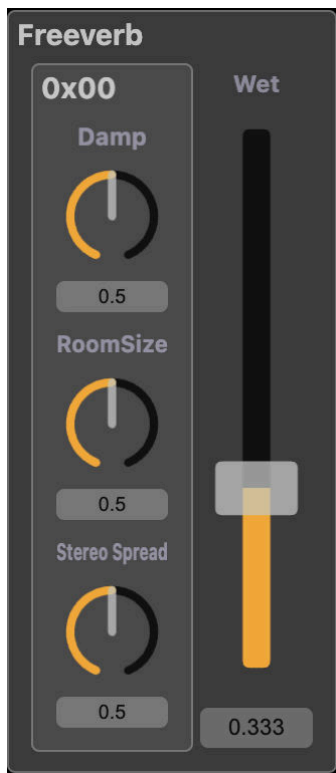 Freeverb
0x00
Damp
0.5
RoomSize
0.5
Stereo Spread
0.5
Wet
0.333